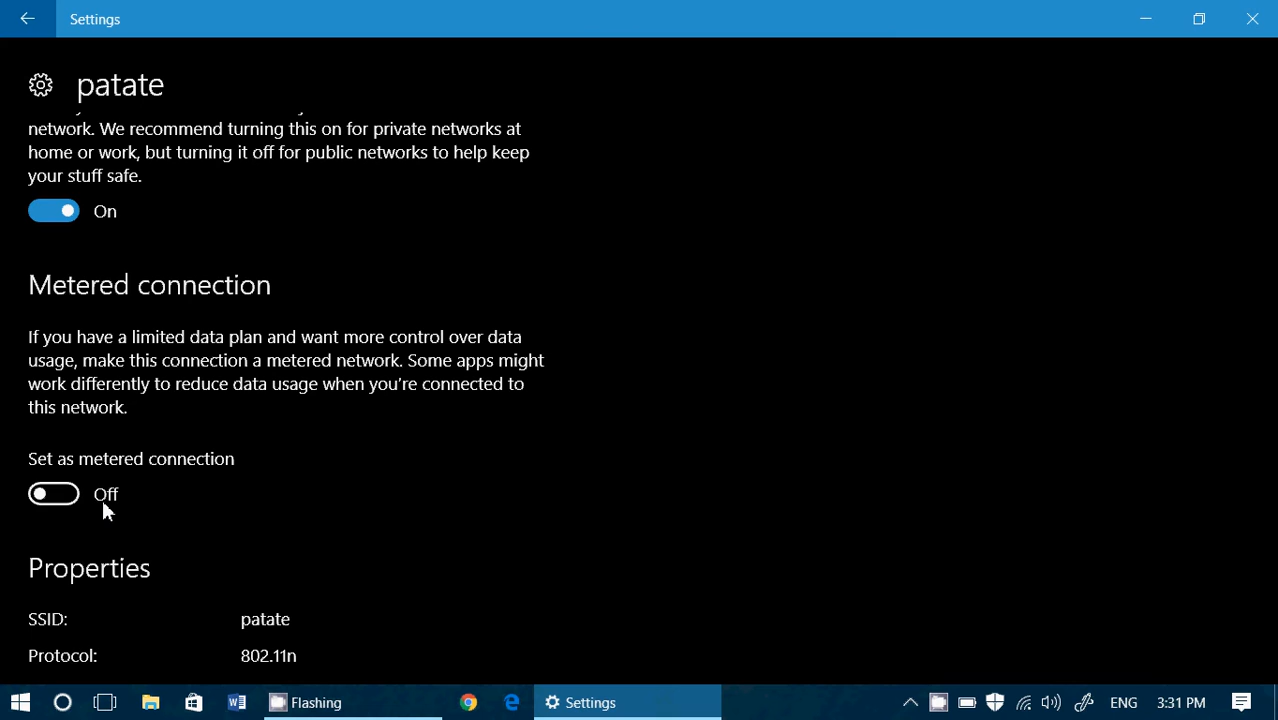 Settings
patate
network. We recommend turning this on for private networks at
home or work, but turning it off for public networks to help keep
your stuff safe.
On
Metered connection
If you have a limited data plan and want more control over data
usage, make this connection a metered network. Some apps might
work differently to reduce data usage when you're connected to
this network.
Set as metered connection
Off
Properties
SSID: patate
Protocol: 802.11n
Flashing Settings ENG 3:31 PM